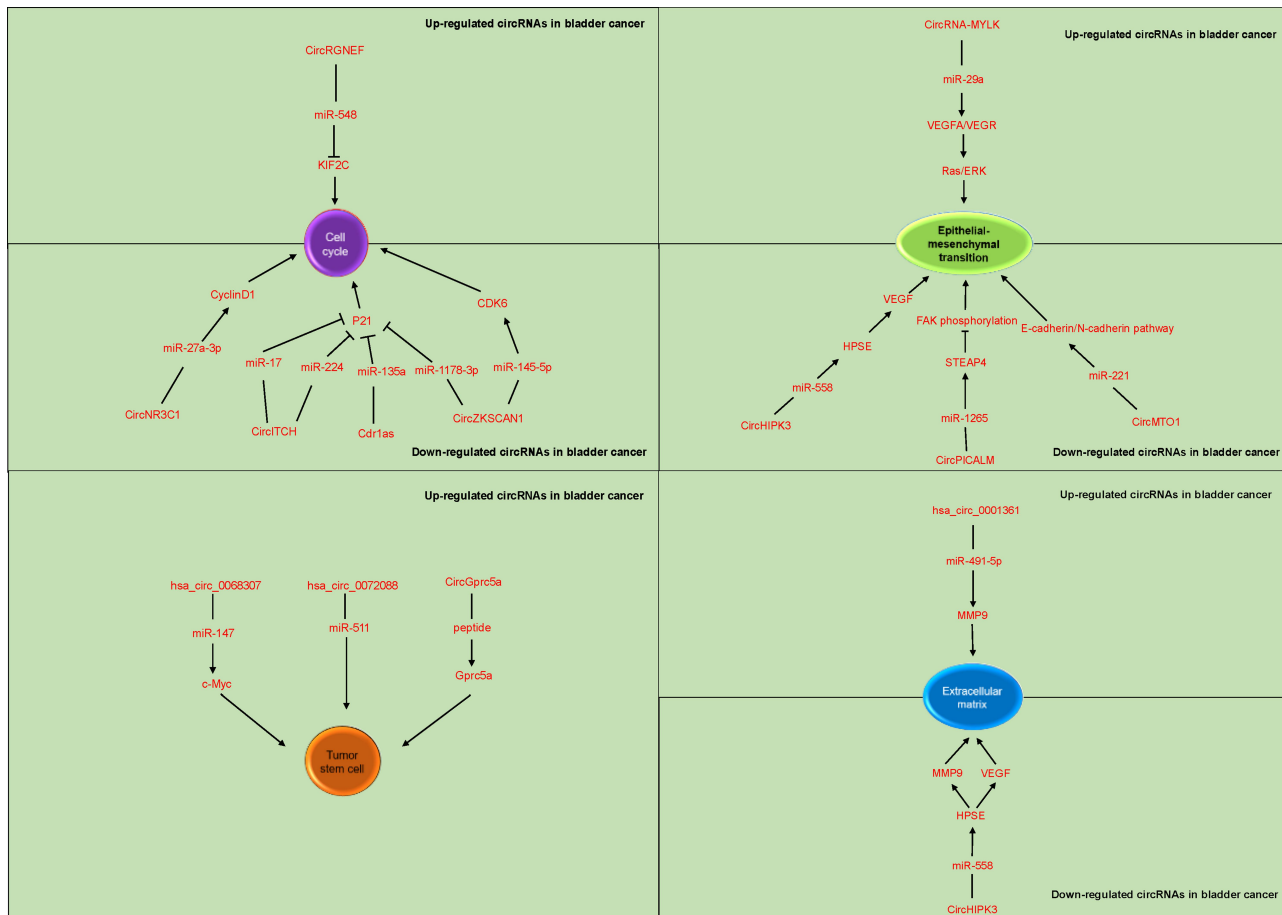 Up-regulated circRNAs in bladder cancer
CircRGNEF
miR-548
KIF2C
Cell
cycle
CyclinD1
CDK6
P21
miR-27a-3p
miR-17
miR-224
miR-135a
miR-1178-3p
miR-145-5p
CircNR3C1
CircITCH
Cdr1as
CircZKSCAN1
Down-regulated circRNAs in bladder cancer
CircRNA-MYLK
Up-regulated circRNAs in bladder cancer
miR-29a
VEGFA/VEGR
Ras/ERK
Epithelial-
mesenchymal
transition
VEGF
FAK phosphorylation
E-cadherin/N-cadherin pathway
HPSE
STEAP4
miR-558
miR-221
CircHIPK3
miR-1265
CircMTO1
CircPICALM
Down-regulated circRNAs in bladder cancer
Up-regulated circRNAs in bladder cancer
hsa_circ_0068307
hsa_circ_0072088
CircGprc5a
miR-147
miR-511
peptide
c-Myc
Gprc5a
Tumor
stem cell
Up-regulated circRNAs in bladder cancer
hsa_circ_0001361
miR-491-5p
MMP9
Extracellular
matrix
MMP9
VEGF
HPSE
miR-558
Down-regulated circRNAs in bladder cancer
CircHIPK3